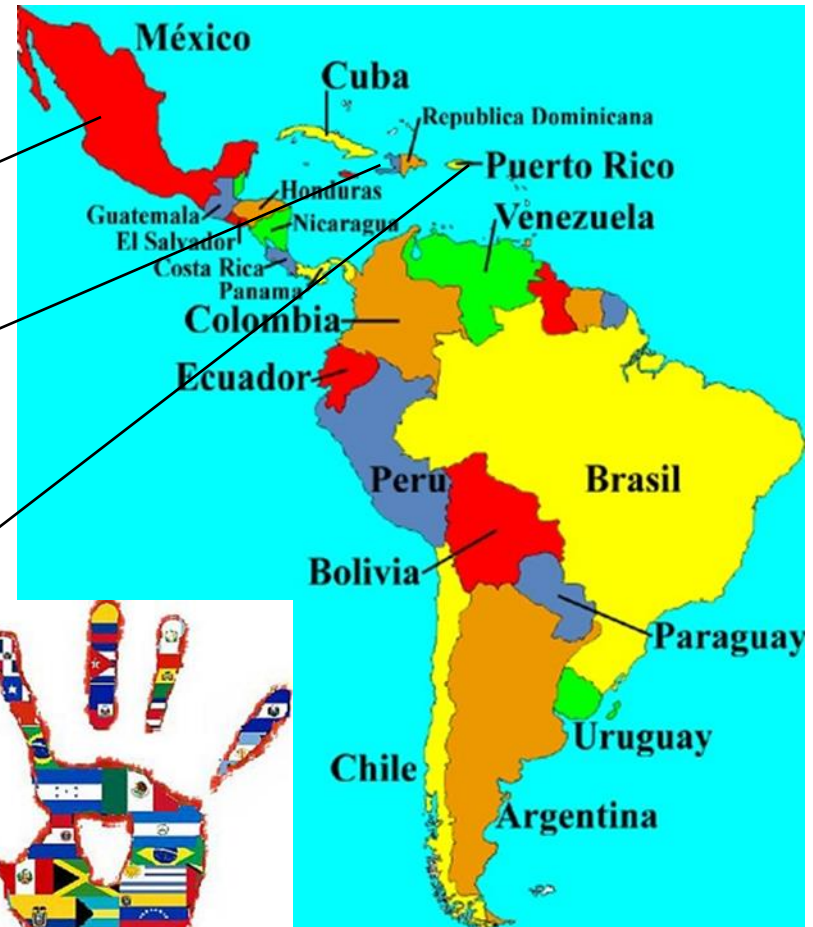 México
Cuba
Republica Dominicana
Puerto Rico
Honduras
Guatemala
Nicaragua
El Salvador
Venezuela
Costa Rica
Panama
Colombia
Ecuador
Peru
Brasil
Bolivia
Paraguay
Uruguay
Chile
Argentina